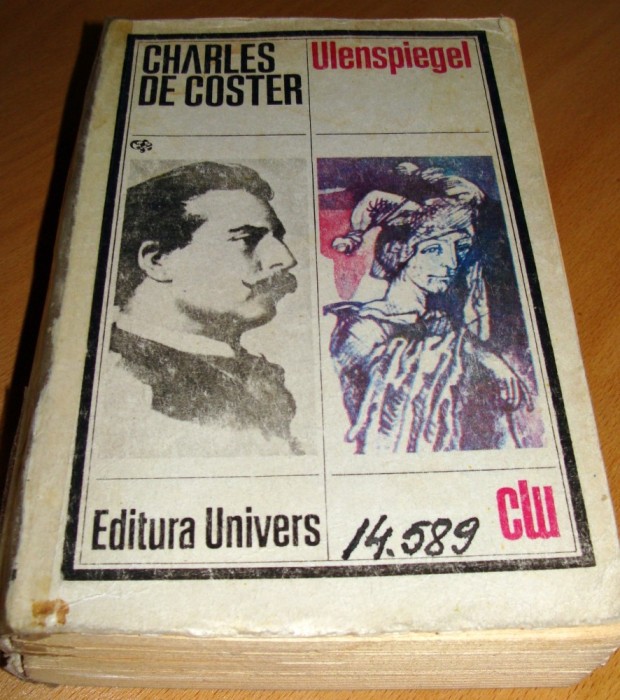 CHARLES
DE COSTER
Ulenspiegel
Editura Univers
14.589
clu